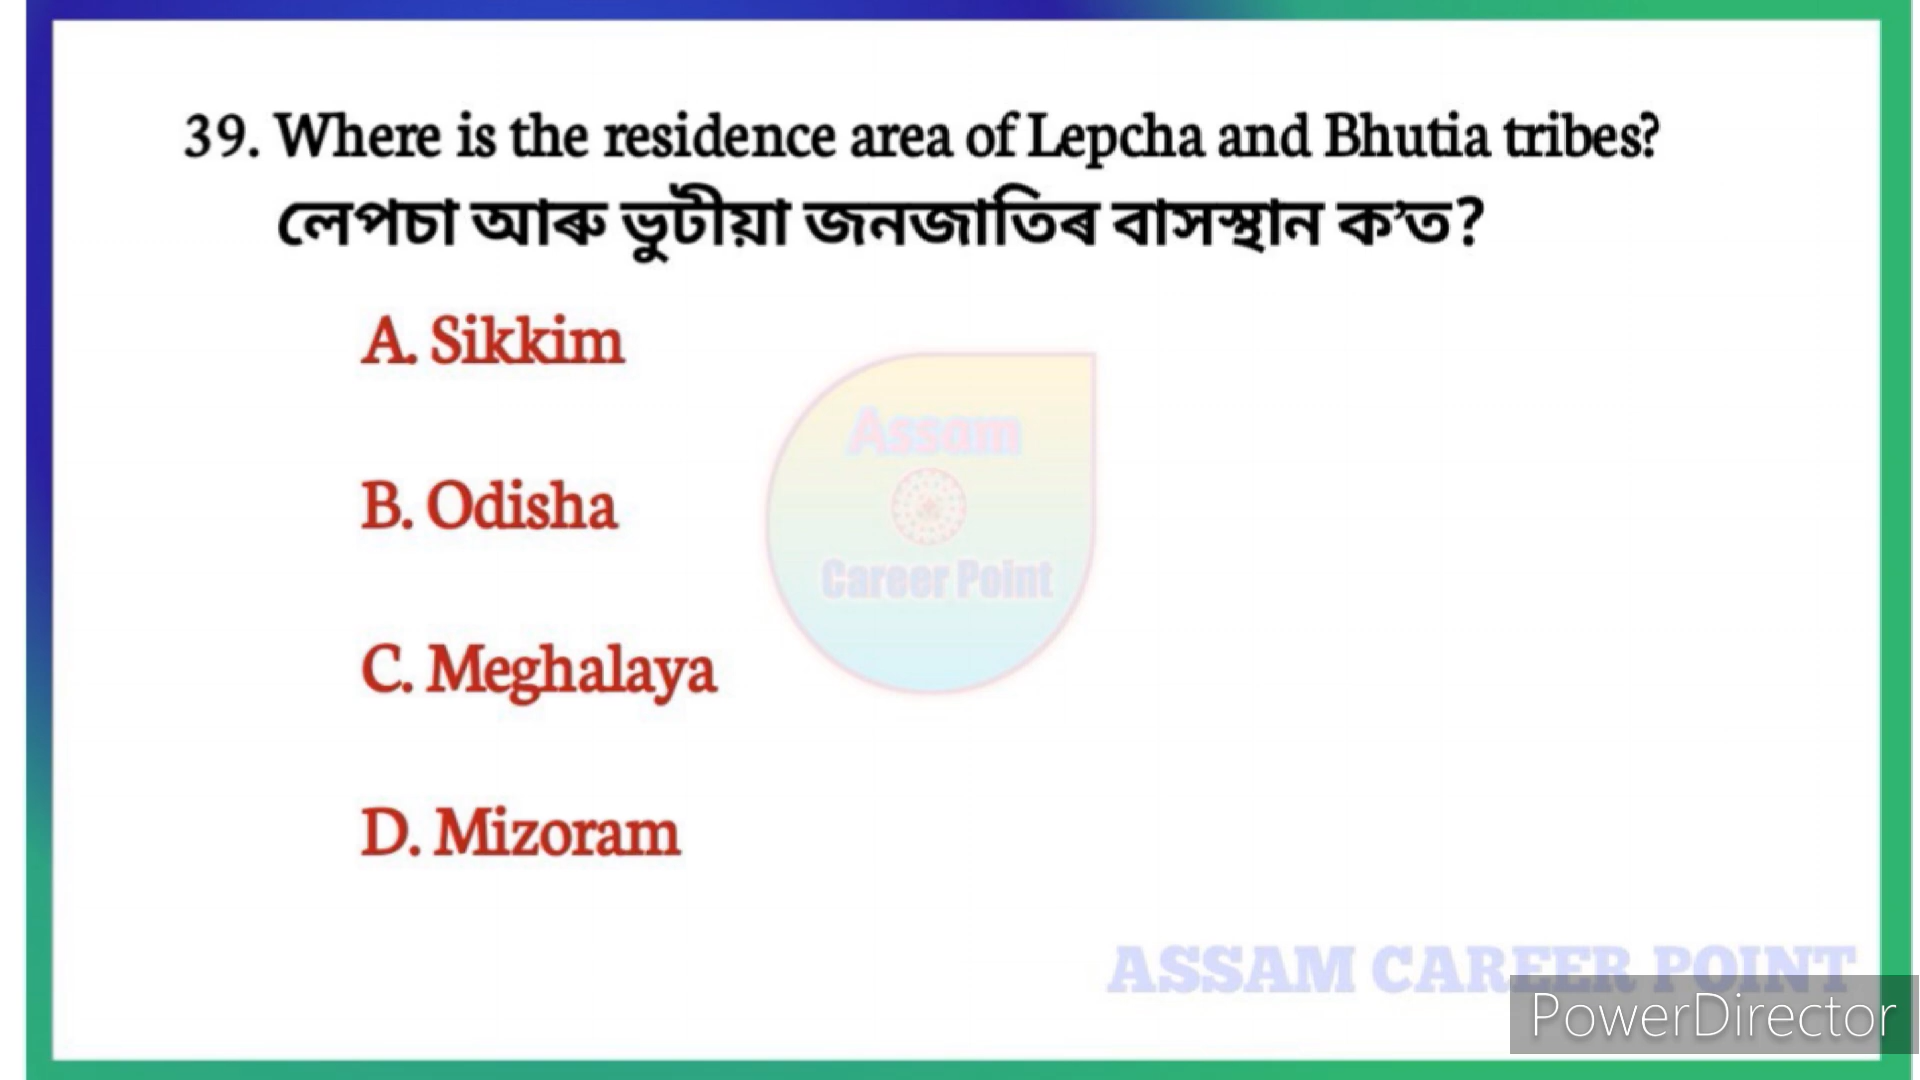 39. Where is the residence area of Lepcha and Bhutia tribes?
লেপচা আৰু ভুটীয়া জনজাতিৰ বাসস্থান ক’ত?
A. Sikkim
B. Odisha
C. Meghalaya
D. Mizoram
Assam
Career Point
ASSAM CAREER POINT
PowerDirector